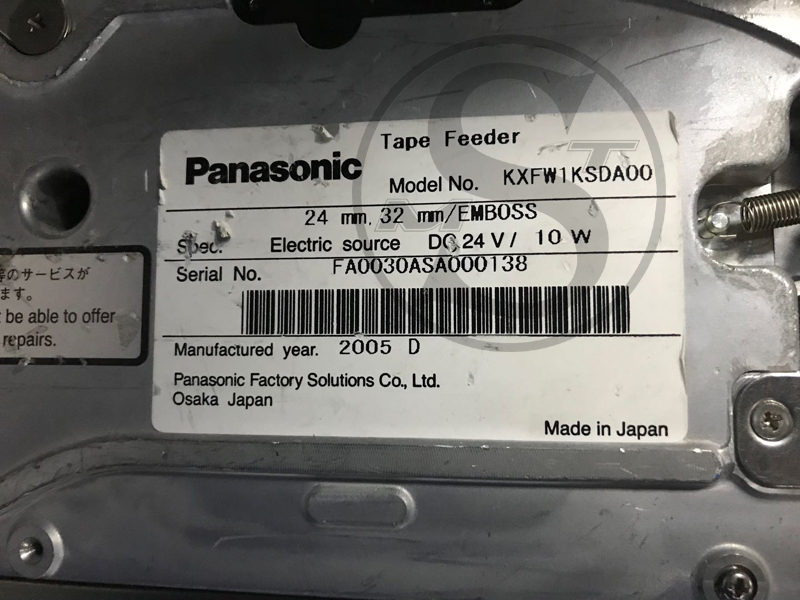 Tape Feeder
Panasonic
Model No. KXFW1KSDA00
24 mm, 32 mm/EMBOSS
Spec. Electric source DC 24 V / 10 W
Serial No. FA0030ASA000138
Manufactured year. 2005 D
Panasonic Factory Solutions Co., Ltd.
Osaka Japan
Made in Japan
等のサービスが
ます。
be able to offer
repairs.
SMT